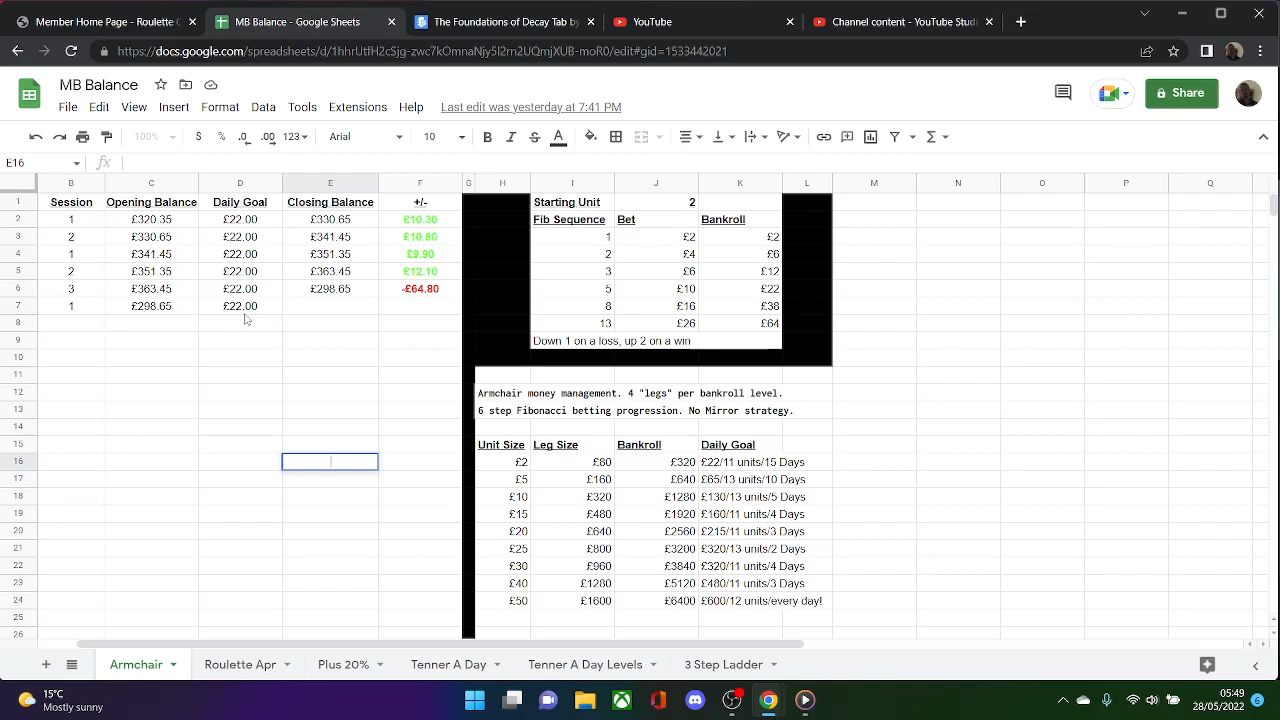 Member Home Page - Roulette C
MB Balance - Google Sheets
The Foundations of Decay Tab by
YouTube
Channel content - YouTube Studi
https://docs.google.com/spreadsheets/d/
/edit#gid=1533442021
MB Balance
File Edit View Insert Format Data Tools Extensions Help Last edit was yesterday at 7:41 PM
Share
100% $ % .0 .00 123 Arial 10 B I S A
E16 fx
B C D E F G H I J K L M N O P Q
1 Session Opening Balance Daily Goal Closing Balance +/- Starting Unit 2
2 1 £320.35 £22.00 £330.65 £10.30 Fib Sequence Bet Bankroll
3 2 £330.65 £22.00 £341.45 £10.80 1 £2 £2
4 1 £341.45 £22.00 £351.35 £9.90 2 £4 £6
5 2 £351.35 £22.00 £363.45 £12.10 3 £6 £12
6 3 £363.45 £22.00 £298.65 -£64.80 5 £10 £22
7 1 £298.65 £22.00 8 £16 £38
8 13 £26 £64
9 Down 1 on a loss, up 2 on a win
10
11
12 Armchair money management. 4 "legs" per bankroll level.
13 6 step Fibonacci betting progression. No Mirror strategy.
14
15 Unit Size Leg Size Bankroll Daily Goal
16 £2 £80 £320 £22/11 units/15 Days
17 £5 £160 £640 £65/13 units/10 Days
18 £10 £320 £1280 £130/13 units/5 Days
19 £15 £480 £1920 £160/11 units/4 Days
20 £20 £640 £2560 £215/11 units/3 Days
21 £25 £800 £3200 £320/13 units/2 Days
22 £30 £960 £3840 £320/11 units/4 Days
23 £40 £1280 £5120 £480/11 units/3 Days
24 £50 £1600 £6400 £600/12 units/every day!
25
26
Armchair Roulette Apr Plus 20% Tenner A Day Tenner A Day Levels 3 Step Ladder
15°C
Mostly sunny
05:49
28/05/2022
6